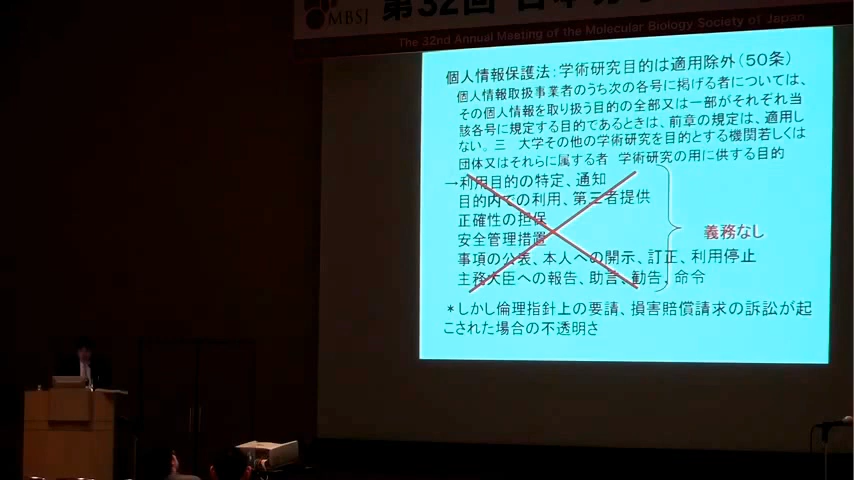 MBSJ 第32回 日本分
The 32nd Annual Meeting of the Molecular Biology Society of Japan
個人情報保護法：学術研究目的は適用除外（50条）
個人情報取扱事業者のうち次の各号に掲げる者については、
その個人情報を取り扱う目的の全部又は一部がそれぞれ当
該各号に規定する目的であるときは、前章の規定は、適用し
ない。三 大学その他の学術研究を目的とする機関若しくは
団体又はそれらに属する者 学術研究の用に供する目的
→利用目的の特定、通知
目的内での利用、第三者提供
正確性の担保
安全管理措置
義務なし
事項の公表、本人への開示、訂正、利用停止
主務大臣への報告、助言、勧告、命令
＊しかし倫理指針上の要請、損害賠償請求の訴訟が起
こされた場合の不透明さ